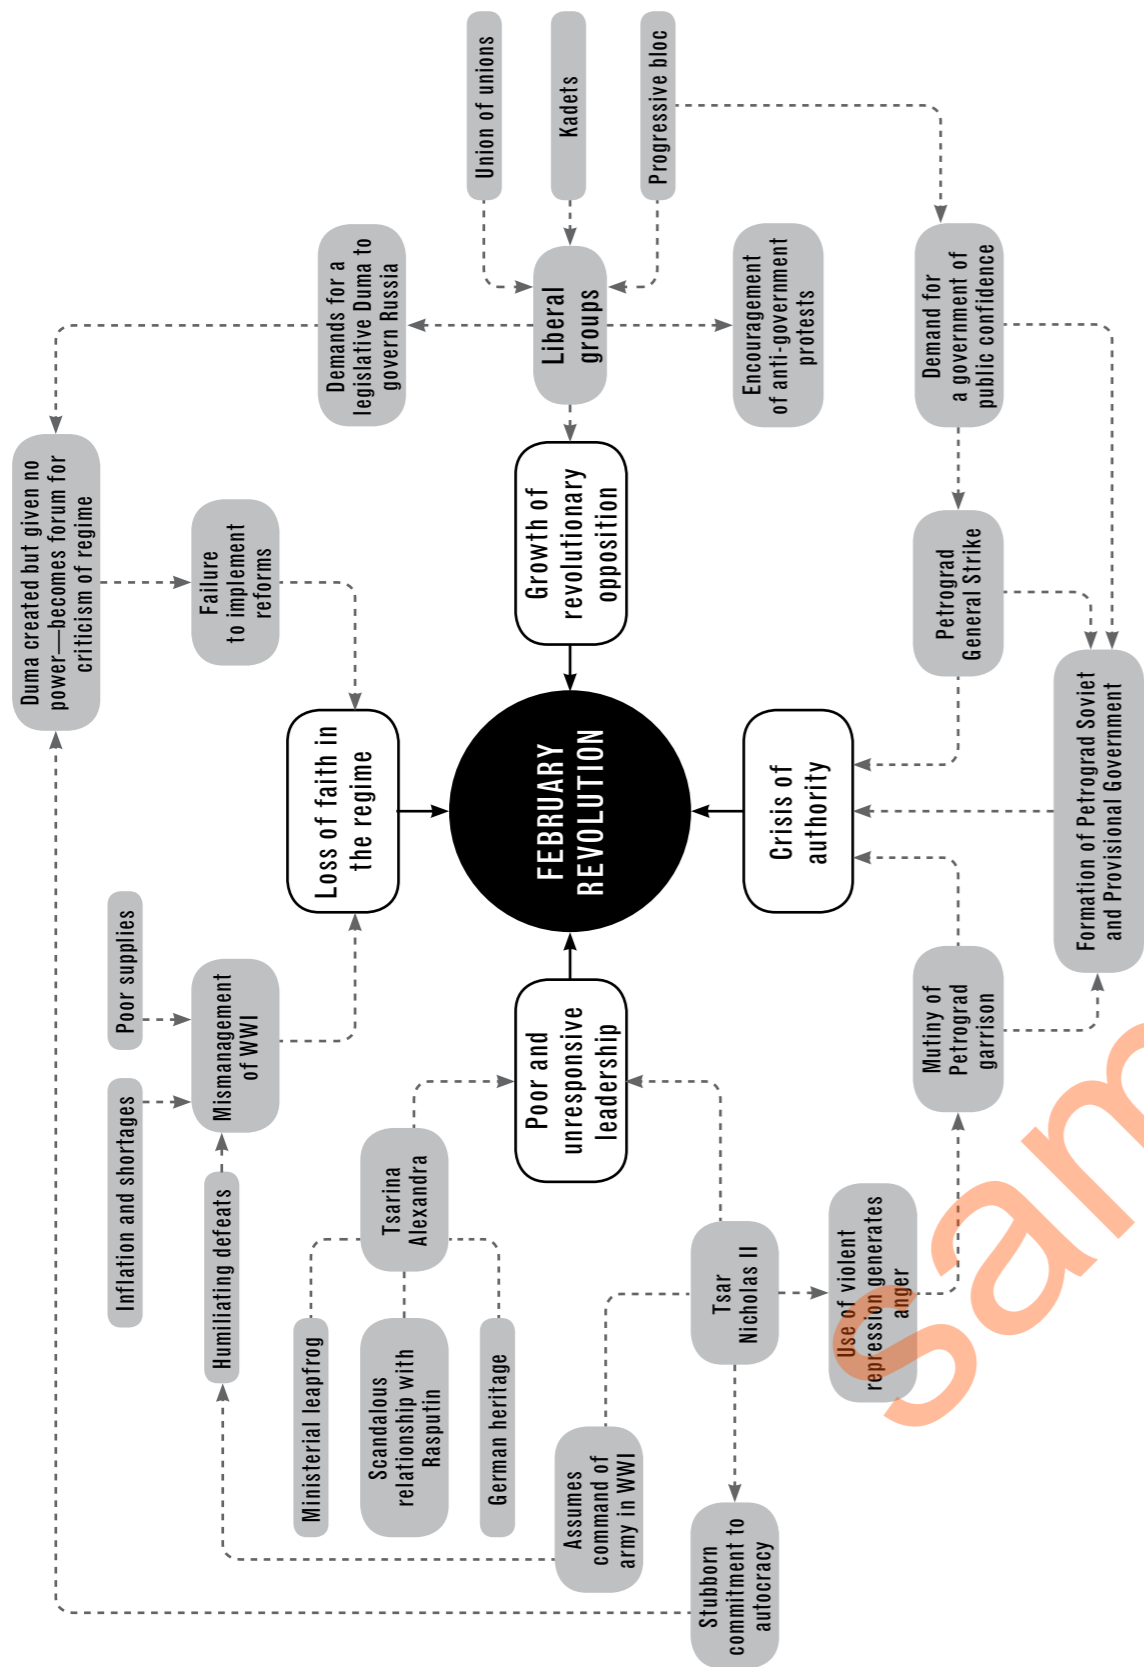 Duma created but given no
power—becomes forum for
criticism of regime
Inflation and shortages
Poor supplies
Humiliating defeats
Mismanagement
of WWI
Failure
to implement
reforms
Demands for a
legislative Duma to
govern Russia
Ministerial leapfrog
Scandalous
relationship with
Rasputin
German heritage
Tsarina
Alexandra
Loss of faith in
the regime
Union of unions
Kadets
Progressive bloc
Assumes
command of
army in WWI
Poor and
unresponsive
leadership
FEBRUARY
REVOLUTION
Growth of
revolutionary
opposition
Liberal
groups
Stubborn
commitment to
autocracy
Tsar
Nicholas II
Crisis of
authority
Encouragement
of anti-government
protests
Use of violent
repression generates
anger
Mutiny of
Petrograd
garrison
Petrograd
General Strike
Demand for
a government of
public confidence
Formation of Petrograd Soviet
and Provisional Government